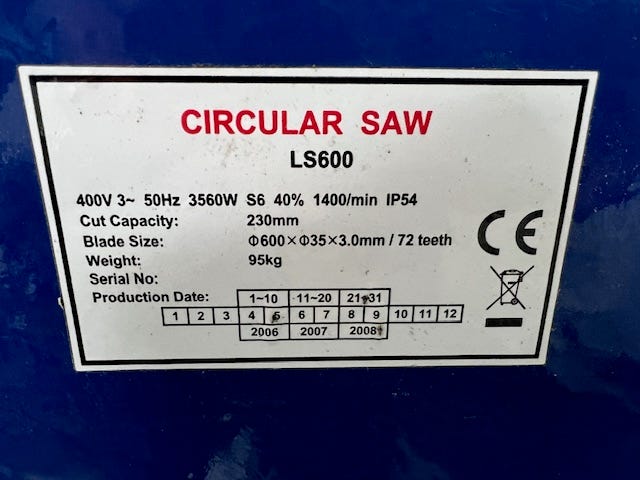 CIRCULAR SAW
LS600
400V 3~ 50Hz 3560W S6 40% 1400/min IP54
Cut Capacity: 230mm
Blade Size: Φ600×Φ35×3.0mm / 72 teeth
Weight: 95kg
Serial No:
Production Date: 1~10 11~20 21~31
1 2 3 4 5 6 7 8 9 10 11 12
2006 2007 2008
CE